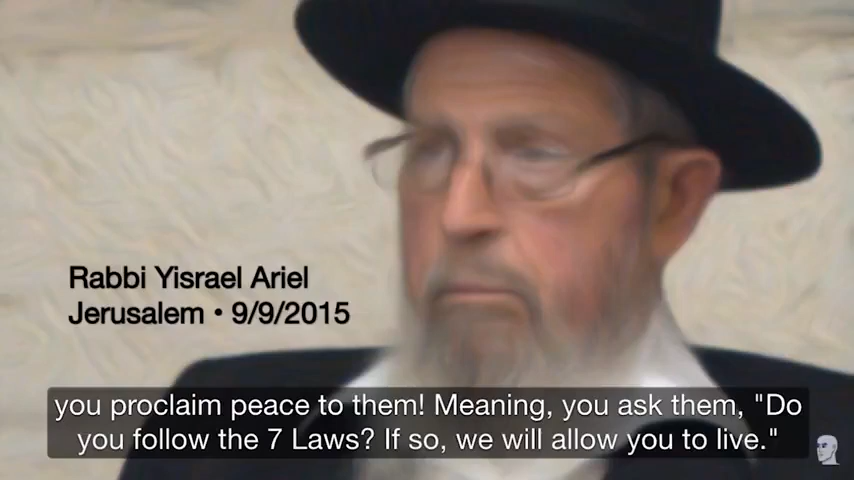 Rabbi Yisrael Ariel
Jerusalem • 9/9/2015
you proclaim peace to them! Meaning, you ask them, "Do
you follow the 7 Laws? If so, we will allow you to live."